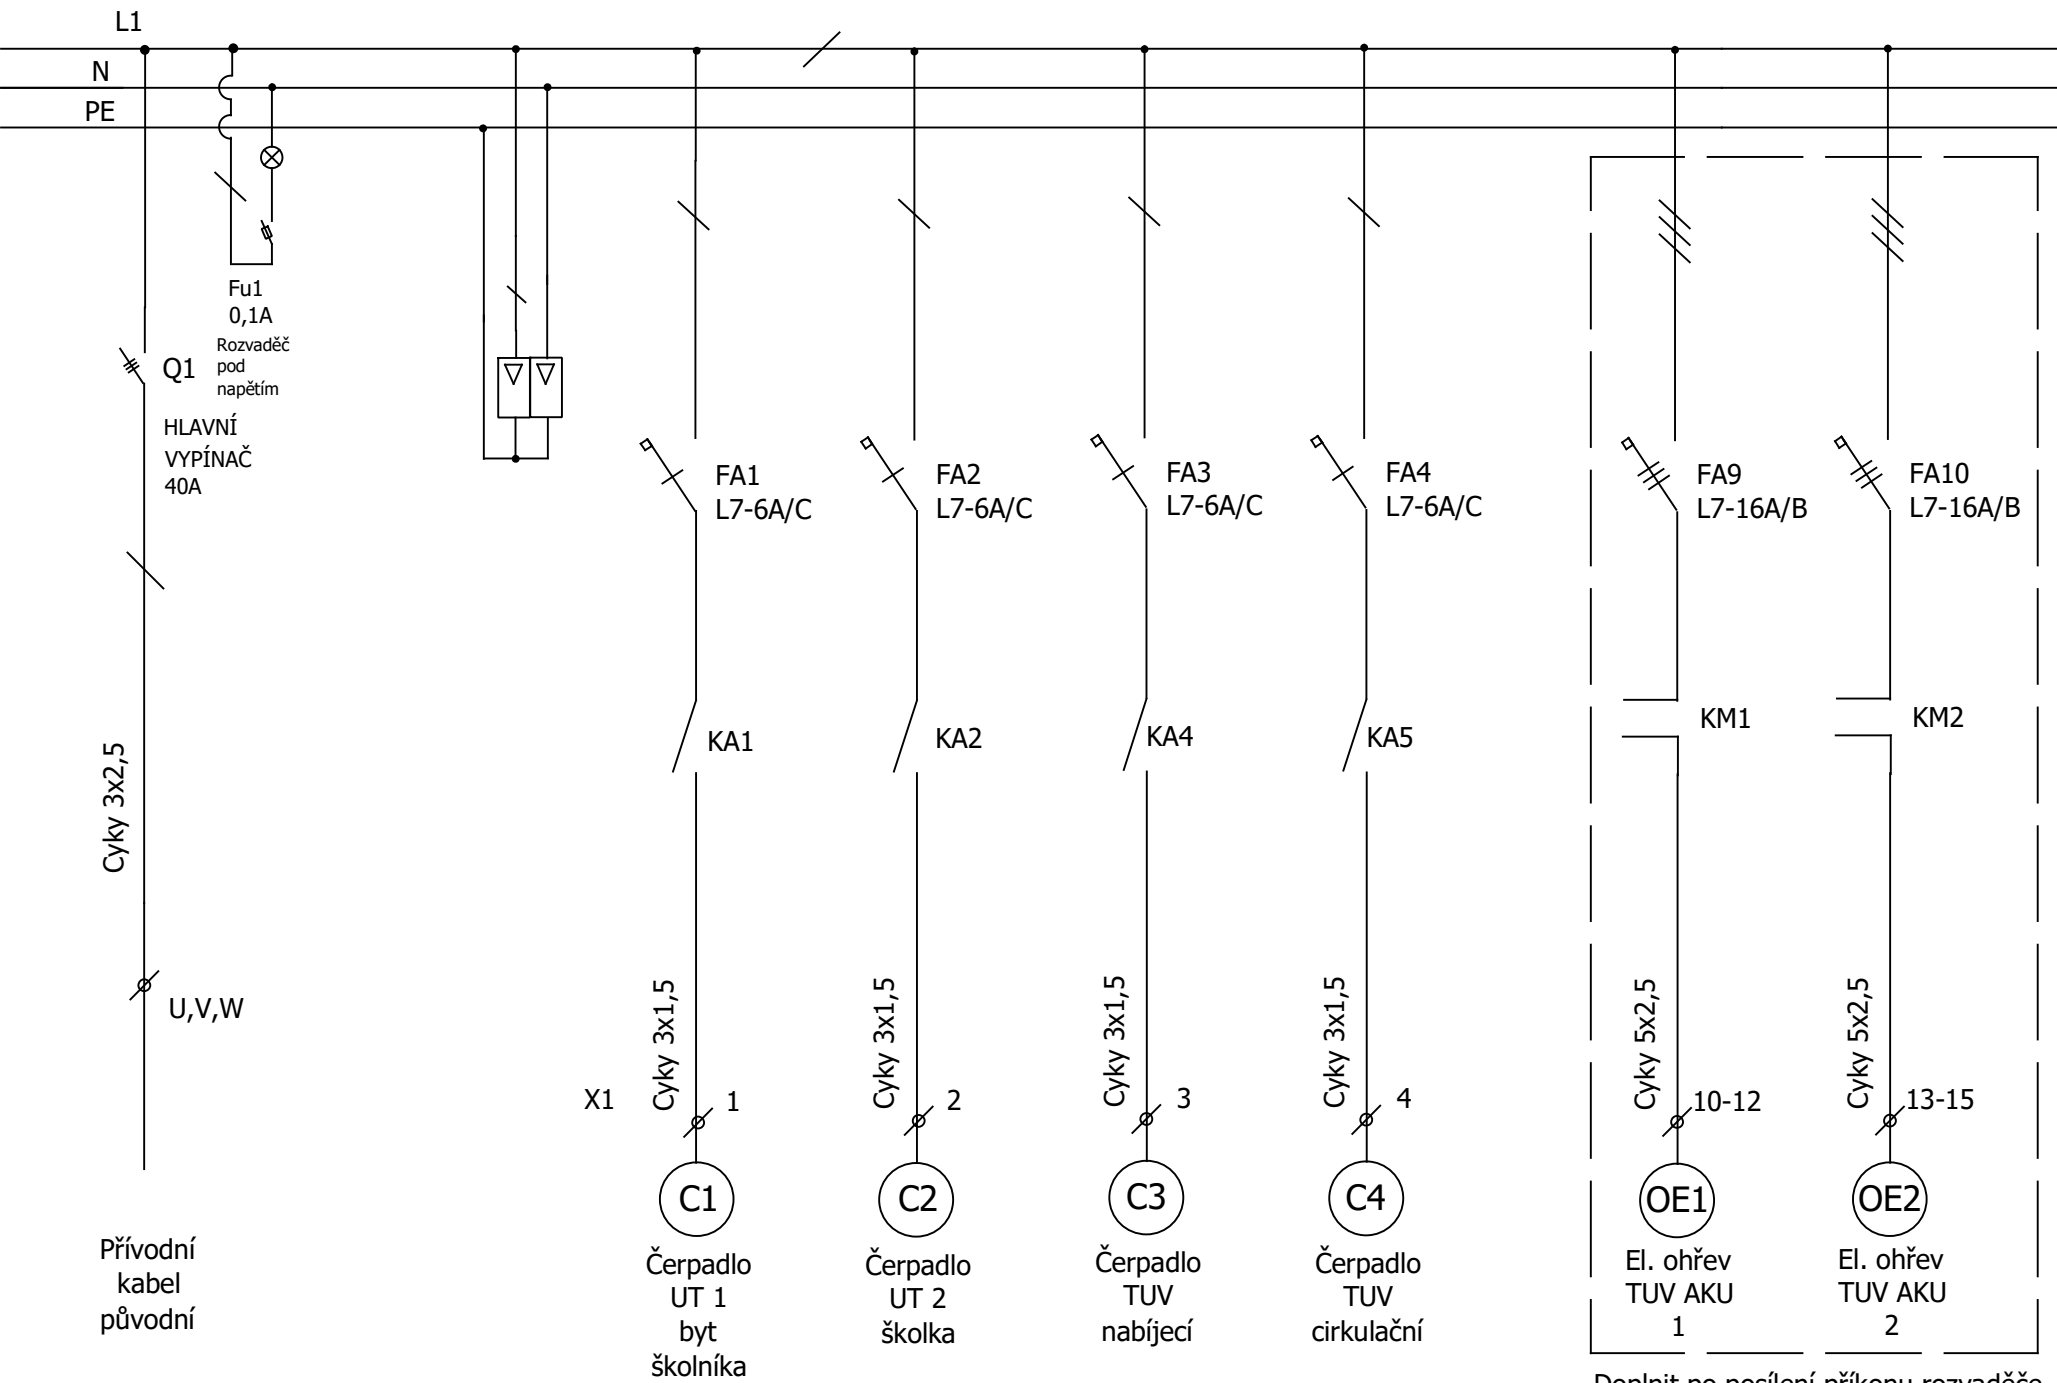 L1
N
PE
Fu1
0,1A
Rozvaděč
pod
napětím
Q1
HLAVNÍ
VYPÍNAČ
40A
FA1
L7-6A/C
FA2
L7-6A/C
FA3
L7-6A/C
FA4
L7-6A/C
FA9
L7-16A/B
FA10
L7-16A/B
KA1
KA2
KA4
KA5
KM1
KM2
Cyky 3x2,5
U,V,W
Cyky 3x1,5
Cyky 3x1,5
Cyky 3x1,5
Cyky 3x1,5
Cyky 5x2,5
Cyky 5x2,5
X1
1
2
3
4
10-12
13-15
C1
C2
C3
C4
OE1
OE2
Přívodní
kabel
původní
Čerpadlo
UT 1
byt
školníka
Čerpadlo
UT 2
školka
Čerpadlo
TUV
nabíjecí
Čerpadlo
TUV
cirkulační
El. ohřev
TUV AKU
1
El. ohřev
TUV AKU
2
Doplnit po posílení příkonu rozvaděče